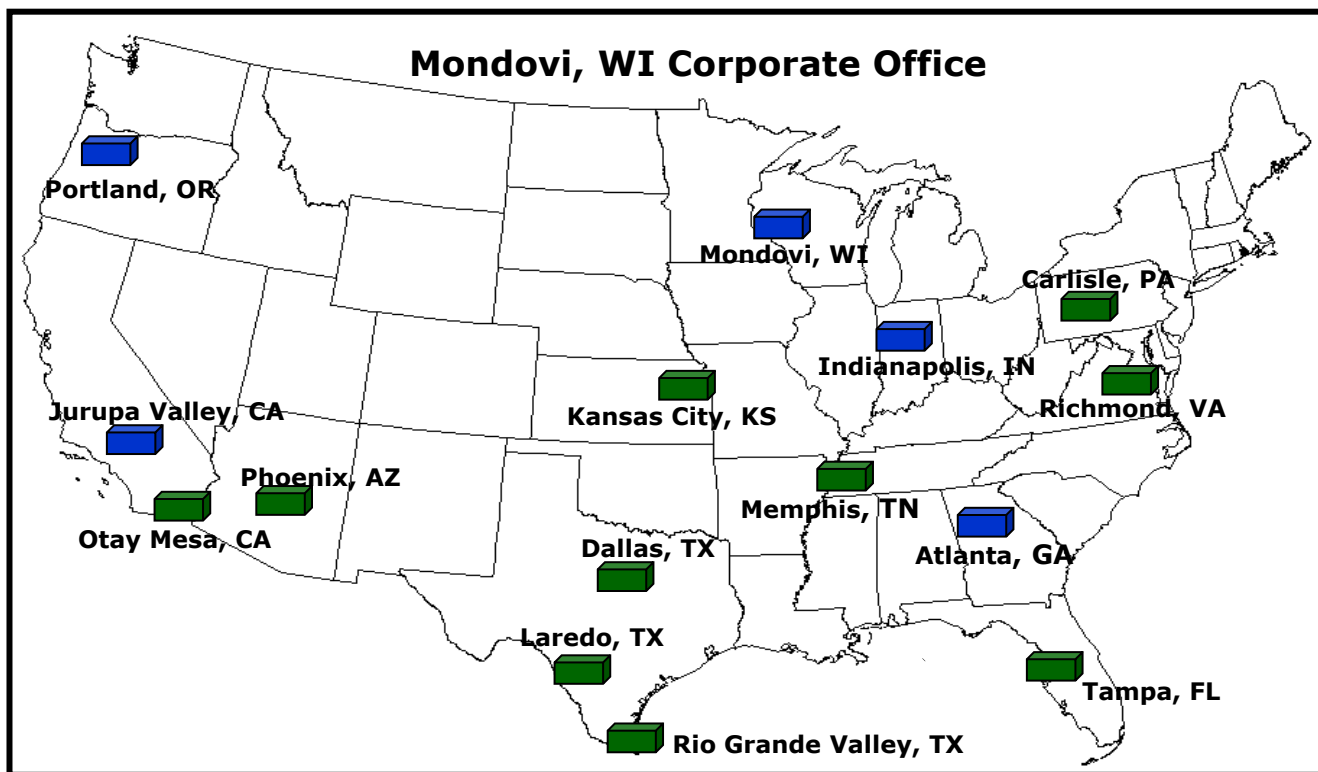 Mondovi, WI Corporate Office
Portland, OR
Mondovi, WI
Carlisle, PA
Indianapolis, IN
Jurupa Valley, CA
Kansas City, KS
Richmond, VA
Phoenix, AZ
Memphis, TN
Otay Mesa, CA
Dallas, TX
Atlanta, GA
Laredo, TX
Tampa, FL
Rio Grande Valley, TX